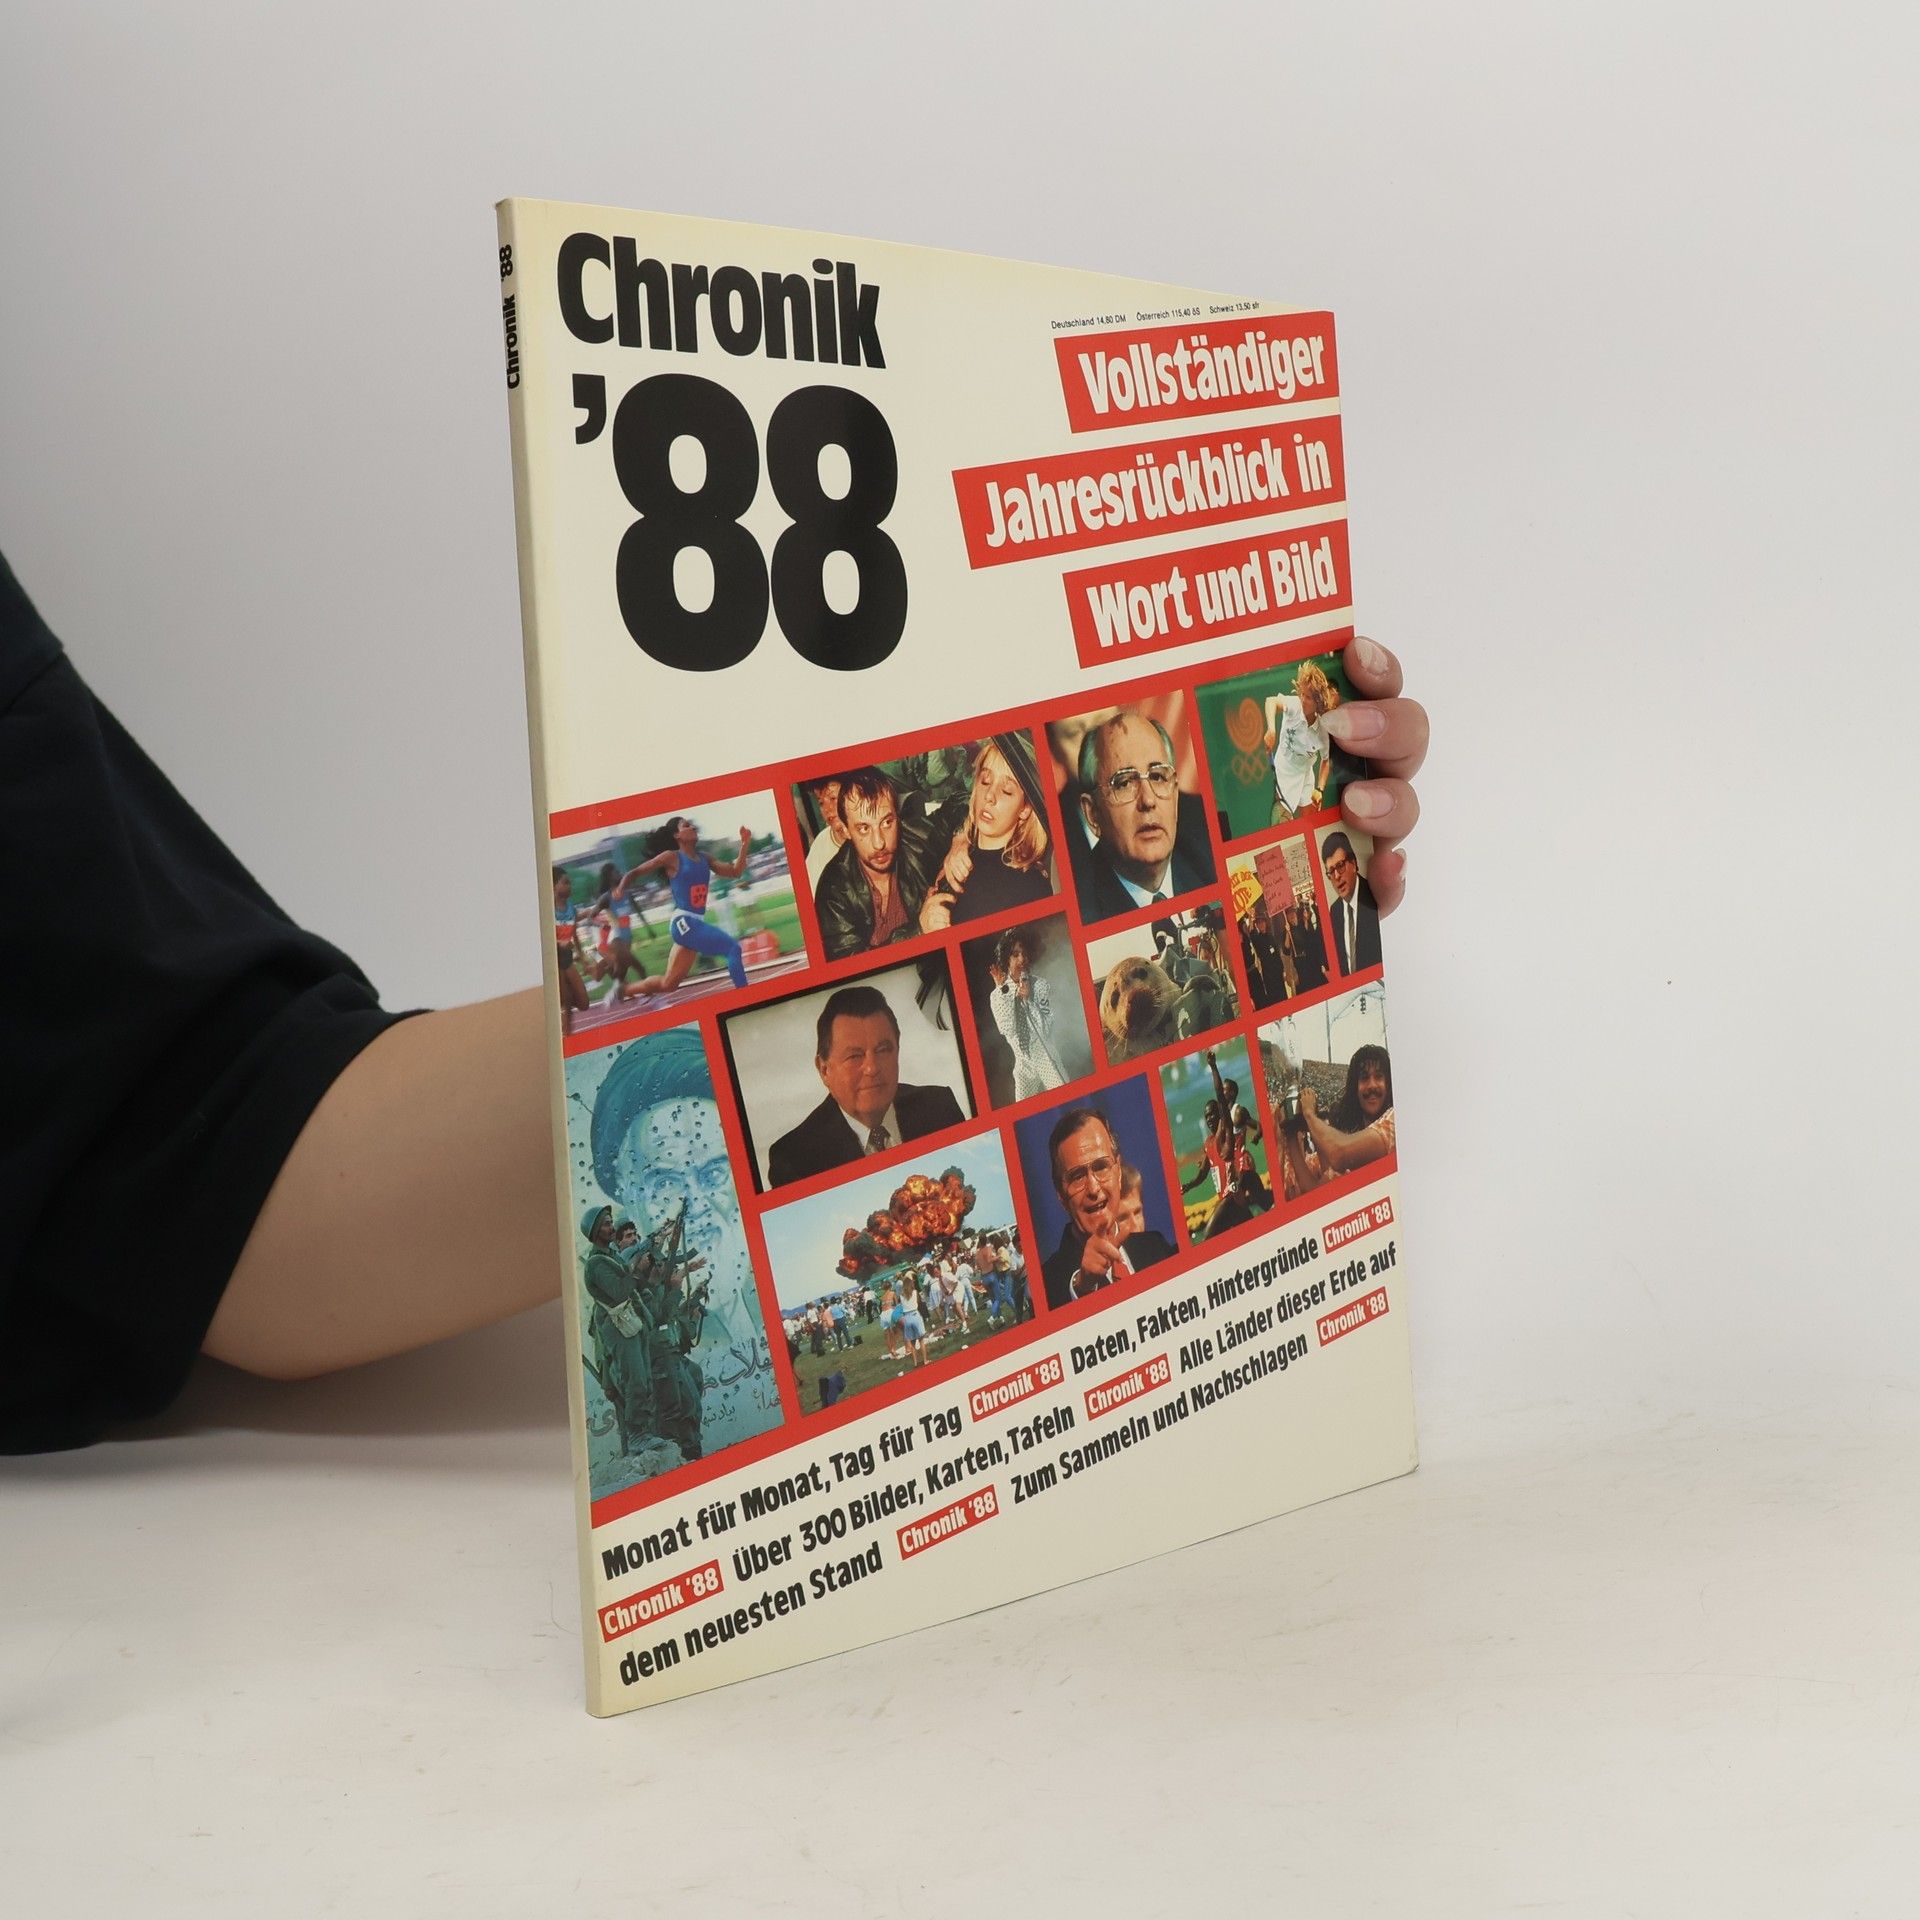 Chronik '88
Chronik
'88
Deutschland 14,80 DM Österreich 115,40 öS Schweiz 13,50 sfr
Vollständiger
Jahresrückblick in
Wort und Bild
Monat für Monat, Tag für Tag Chronik '88 Daten, Fakten, Hintergründe Chronik '88
Chronik '88 Über 300 Bilder, Karten, Tafeln Chronik '88 Alle Länder dieser Erde auf
dem neuesten Stand Chronik '88 Zum Sammeln und Nachschlagen Chronik '88